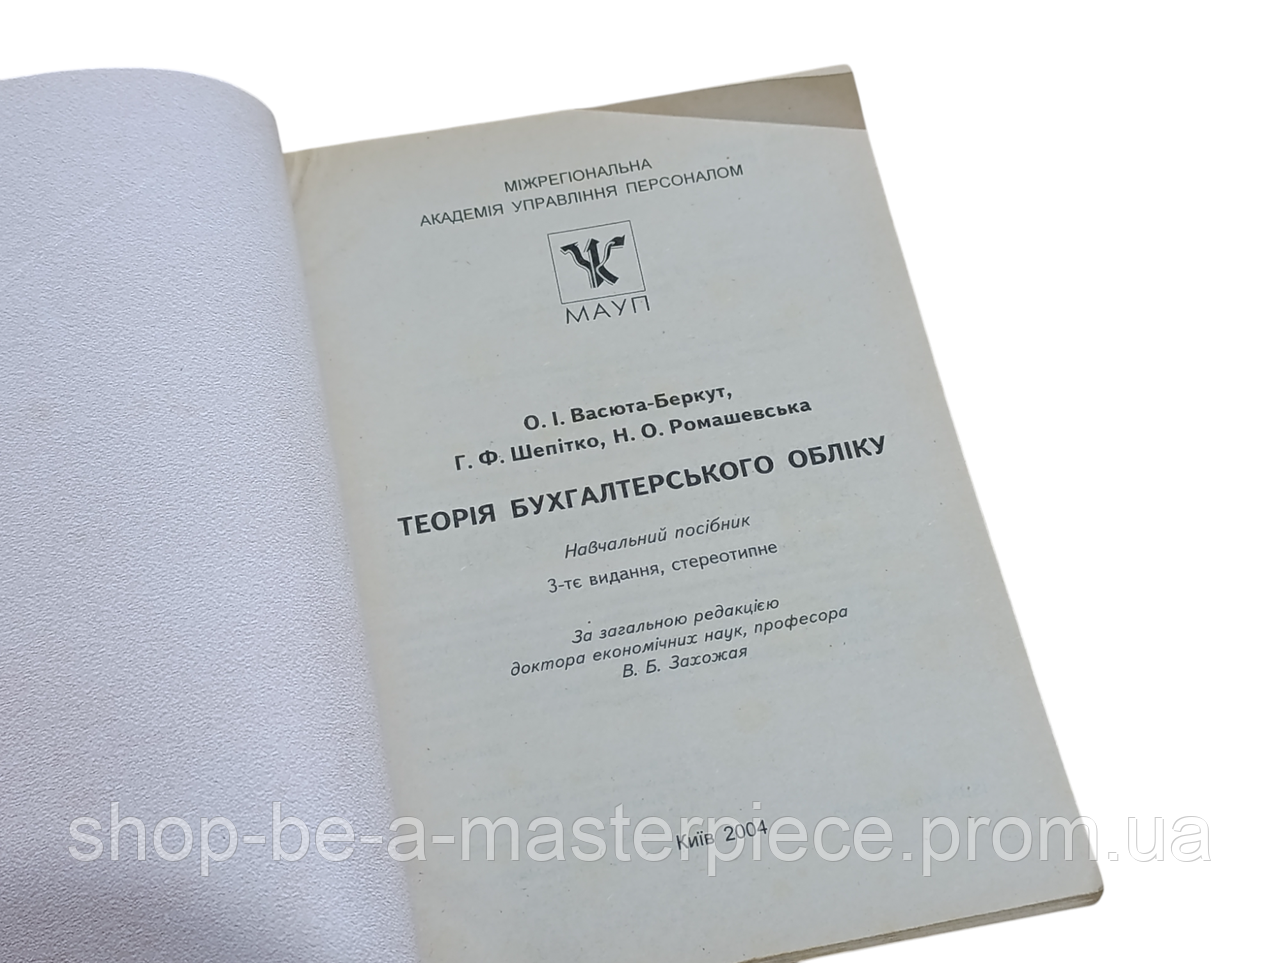 МІЖРЕГІОНАЛЬНА
АКАДЕМІЯ УПРАВЛІННЯ ПЕРСОНАЛОМ
МАУП
О. І. Васюта-Беркут,
Г. Ф. Шепітко, Н. О. Ромашевська
ТЕОРІЯ БУХГАЛТЕРСЬКОГО ОБЛІКУ
Навчальний посібник
3-тє видання, стереотипне
За загальною редакцією
доктора економічних наук, професора
В. Б. Захожая
Київ 2004
shop-be-a-masterpiece.prom.ua